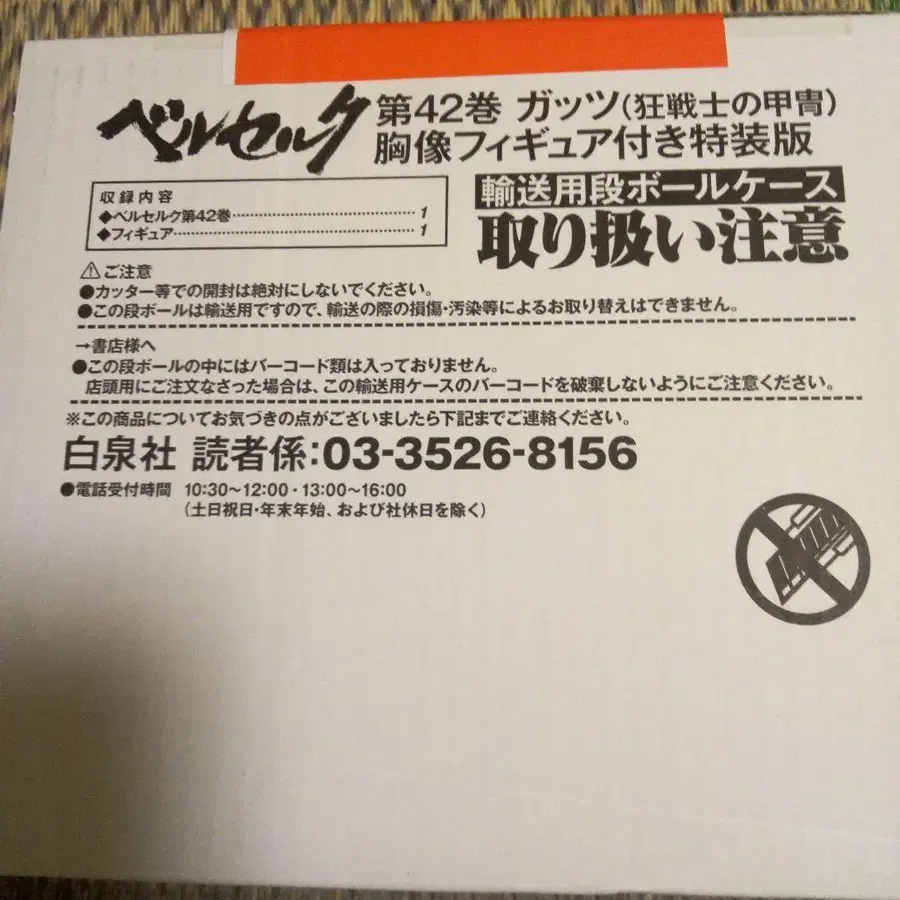 ベルセルク 第42巻 ガッツ(狂戦士の甲冑)
胸像フィギュア付き特装版
収録内容
◆ベルセルク第42巻…………………………1
◆フィギュア…………………………………1
輸送用段ボールケース
取り扱い注意
⚠ご注意
●カッター等での開封は絶対にしないでください。
●この段ボールは輸送用ですので、輸送の際の損傷・汚染等によるお取り替えはできません。
→書店様へ
●この段ボールの中にはバーコード類は入っておりません。
店頭用にご注文なさった場合は、この輸送用ケースのバーコードを破棄しないようにご注意ください。
※この商品についてお気づきの点がございましたら下記までご連絡ください。
白泉社 読者係:03-3526-8156
●電話受付時間 10:30〜12:00・13:00〜16:00
(土日祝日・年末年始、および社休日を除く)